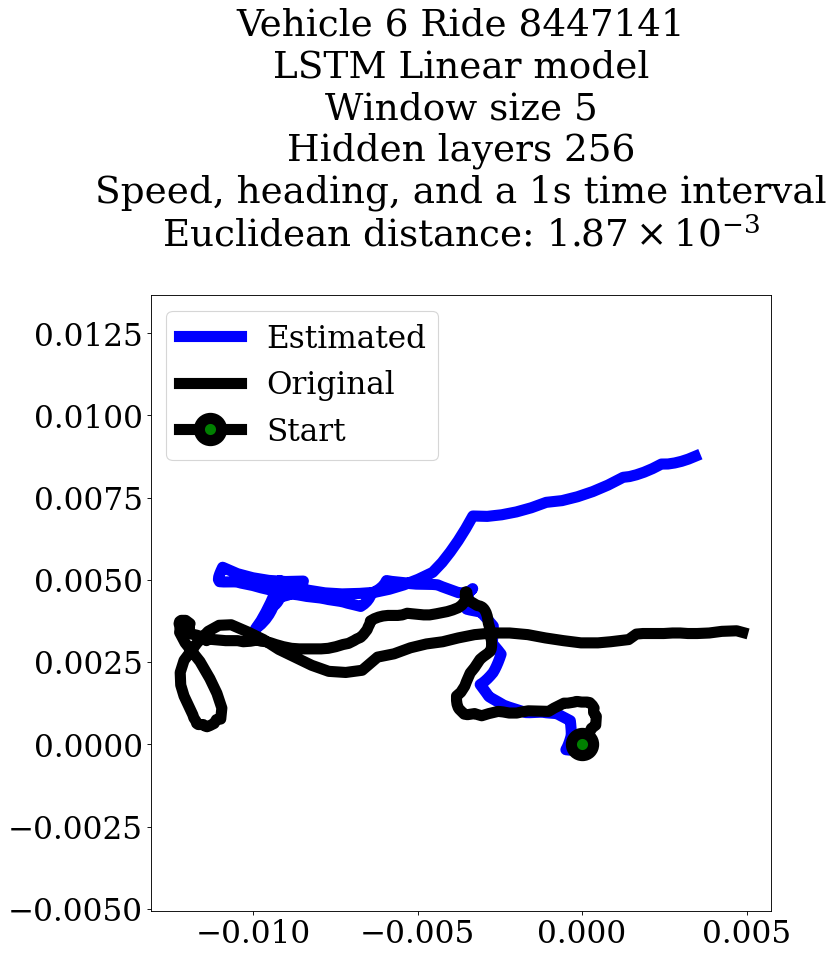 Vehicle 6 Ride 8447141
LSTM Linear model
Window size 5
Hidden layers 256
Speed, heading, and a 1s time interval
Euclidean distance: 1.87 × 10⁻³
Estimated
Original
Start
0.0125
0.0100
0.0075
0.0050
0.0025
0.0000
−0.0025
−0.0050
−0.010
−0.005
0.000
0.005